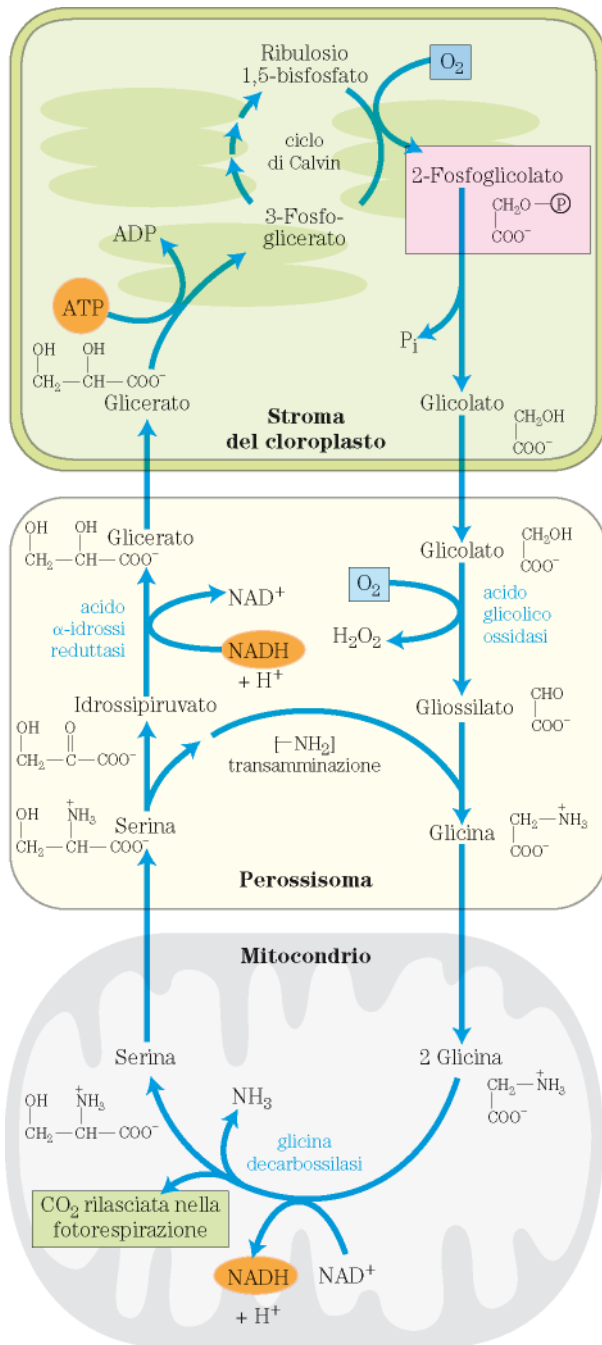 Ribulosio
1,5-bisfosfato
O₂
ciclo
di Calvin
2-Fosfoglicolato
CH₂O—Ⓟ
COO⁻
3-Fosfo-
glicerato
ADP
ATP
Pᵢ
OH OH
CH₂—CH—COO⁻
Glicerato
Glicolato
CH₂OH
COO⁻
Stroma
del cloroplasto
Glicerato
OH OH
CH₂—CH—COO⁻
Glicolato
CH₂OH
COO⁻
acido
α-idrossi
reduttasi
NAD⁺
NADH
+ H⁺
O₂
H₂O₂
acido
glicolico
ossidasi
Idrossipiruvato
OH O
CH₂—C—COO⁻
Gliossilato
CHO
COO⁻
[—NH₂]
transamminazione
OH ⁺NH₃
CH₂—CH—COO⁻
Serina
Glicina
CH₂—⁺NH₃
COO⁻
Perossisoma
Mitocondrio
Serina
OH ⁺NH₃
CH₂—CH—COO⁻
2 Glicina
CH₂—⁺NH₃
COO⁻
NH₃
glicina
decarbossilasi
CO₂ rilasciata nella
fotorespirazione
NADH
+ H⁺
NAD⁺